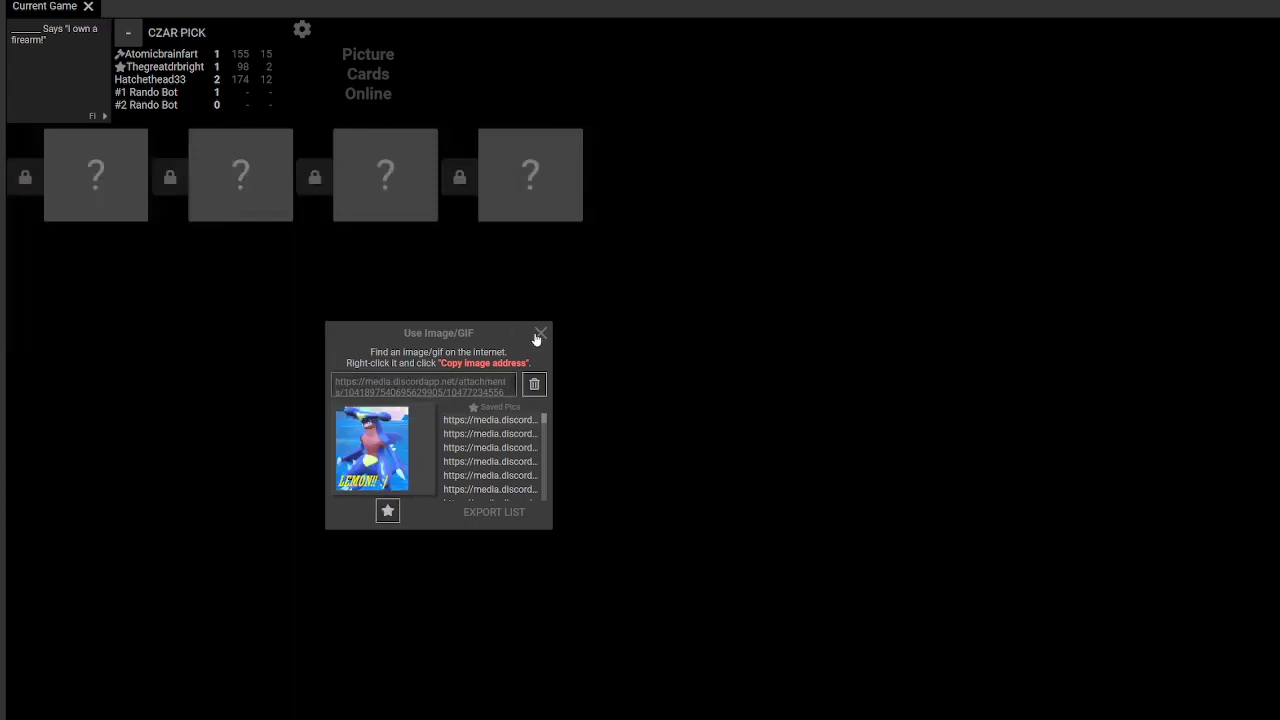 Current Game
______ Says "I own a
firearm!"
FI
- CZAR PICK
Atomicbrainfart 1 155 15
Thegreatdrbright 1 98 2
Hatchethead33 2 174 12
#1 Rando Bot 1 - -
#2 Rando Bot 0 - -
Picture
Cards
Online
? ? ? ?
Use Image/GIF
Find an image/gif on the internet.
Right-click it and click "Copy image address".
https://media.discordapp.net/attachment
s/1041897540695629905/10477234556
Saved Pics
https://media.discord...
https://media.discord...
https://media.discord...
https://media.discord...
https://media.discord...
https://media.discord...
LEMON!! :)
EXPORT LIST